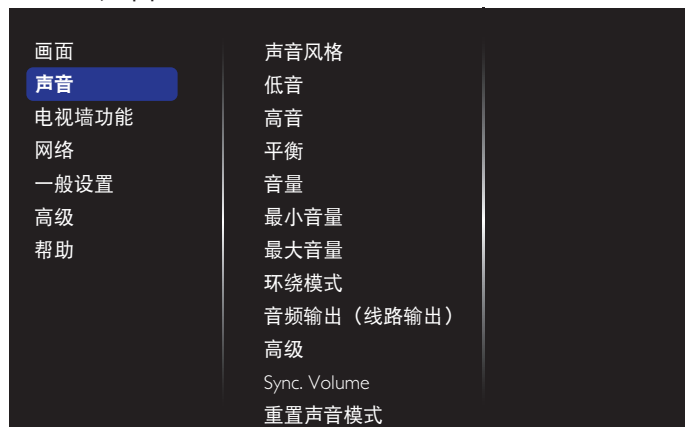 画面
声音
电视墙功能
网络
一般设置
高级
帮助
声音风格
低音
高音
平衡
音量
最小音量
最大音量
环绕模式
音频输出（线路输出）
高级
Sync. Volume
重置声音模式